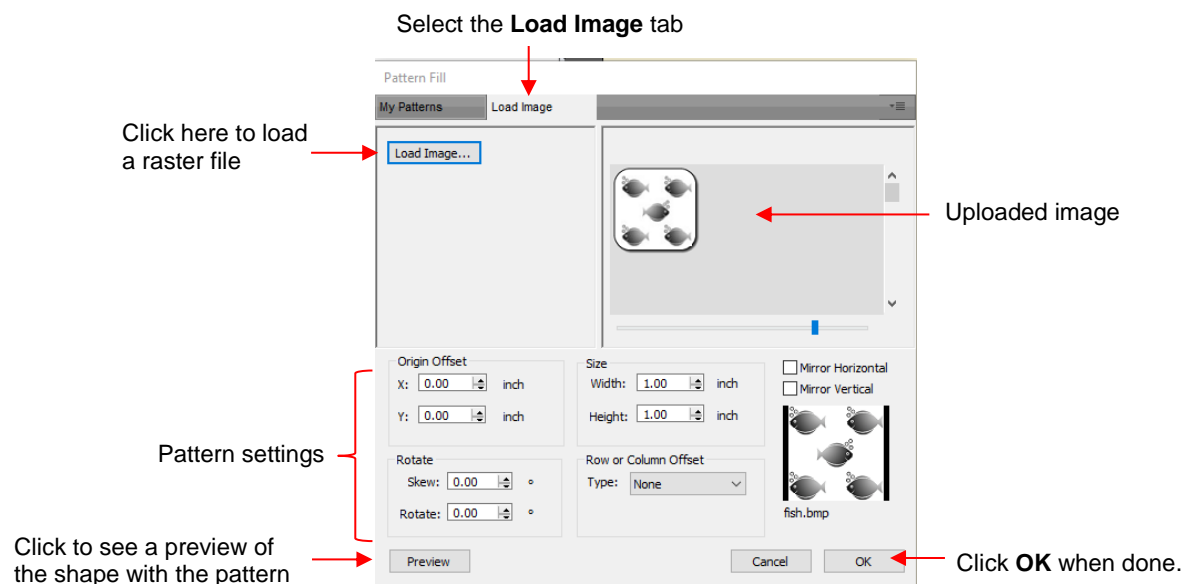 Select the Load Image tab
Pattern Fill
My Patterns
Load Image
Click here to load
a raster file
Load Image...
Uploaded image
Origin Offset
X: 0.00 inch
Y: 0.00 inch
Size
Width: 1.00 inch
Height: 1.00 inch
Mirror Horizontal
Mirror Vertical
Pattern settings
Rotate
Skew: 0.00 °
Rotate: 0.00 °
Row or Column Offset
Type: None
fish.bmp
Click to see a preview of
the shape with the pattern
Preview
Cancel
OK
Click OK when done.